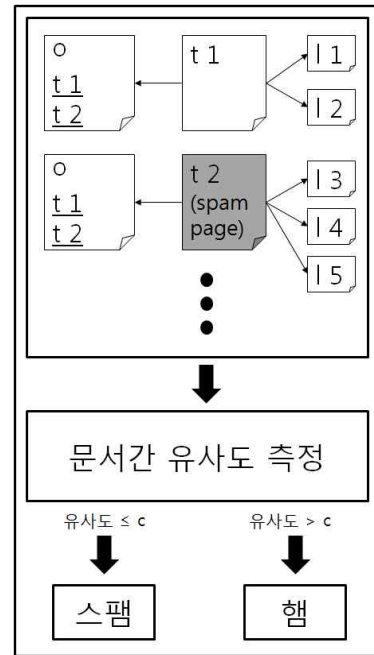 O
t 1
t 2
t 1
l 1
l 2
O
t 1
t 2
t 2
(spam
page)
l 3
l 4
l 5
문서간 유사도 측정
유사도 ≤ c
유사도 > c
스팸
햄